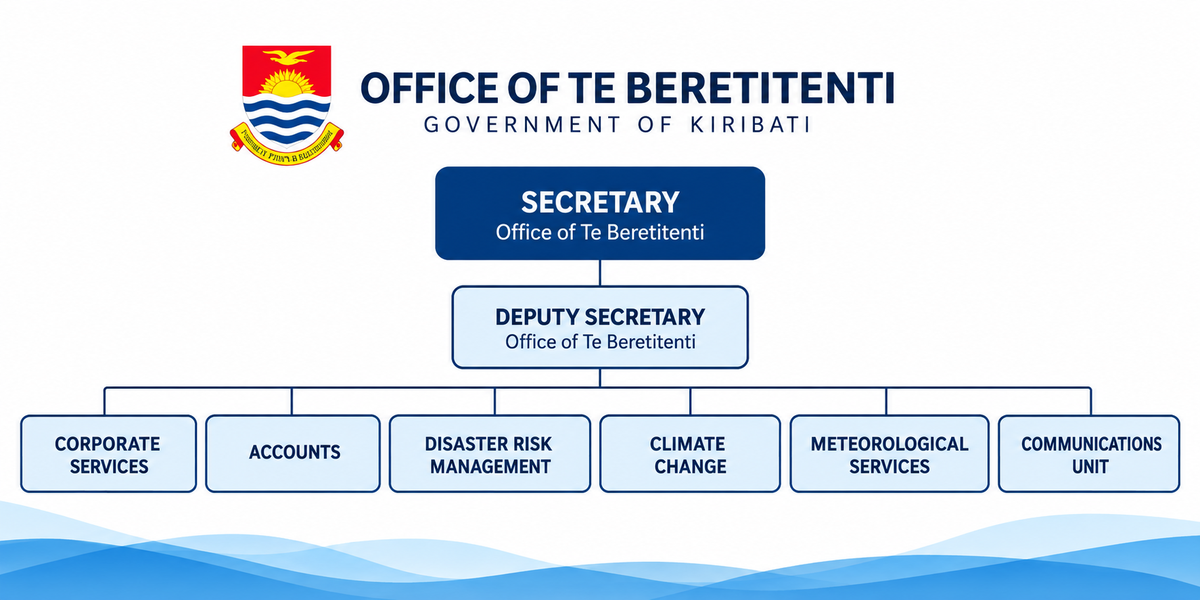 OFFICE OF TE BERETITENTI
GOVERNMENT OF KIRIBATI
SECRETARY
Office of Te Beretitenti
DEPUTY SECRETARY
Office of Te Beretitenti
CORPORATE
SERVICES
ACCOUNTS
DISASTER RISK
MANAGEMENT
CLIMATE
CHANGE
METEOROLOGICAL
SERVICES
COMMUNICATIONS
UNIT